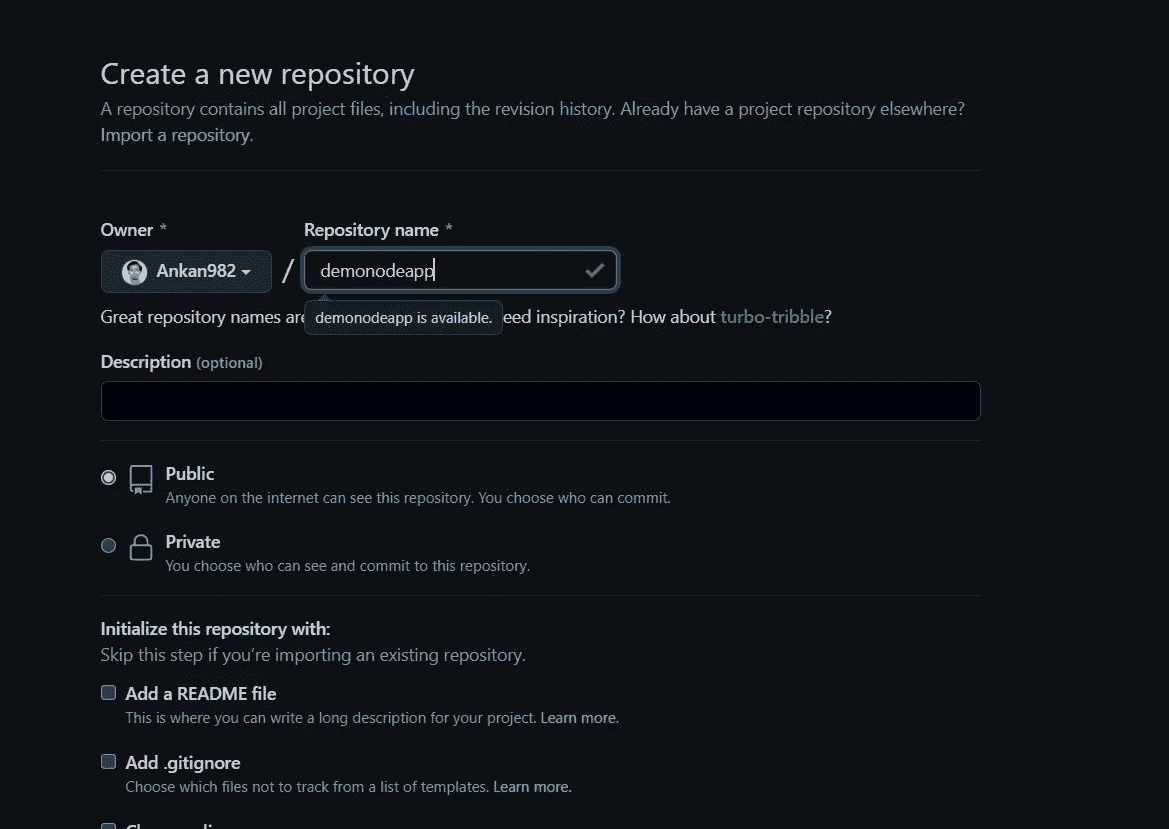 Create a new repository
A repository contains all project files, including the revision history. Already have a project repository elsewhere?
Import a repository.
Owner *
Repository name *
Ankan982
/
demonodeapp
Great repository names are
demonodeapp is available.
eed inspiration? How about turbo-tribble?
Description (optional)
Public
Anyone on the internet can see this repository. You choose who can commit.
Private
You choose who can see and commit to this repository.
Initialize this repository with:
Skip this step if you’re importing an existing repository.
Add a README file
This is where you can write a long description for your project. Learn more.
Add .gitignore
Choose which files not to track from a list of templates. Learn more.